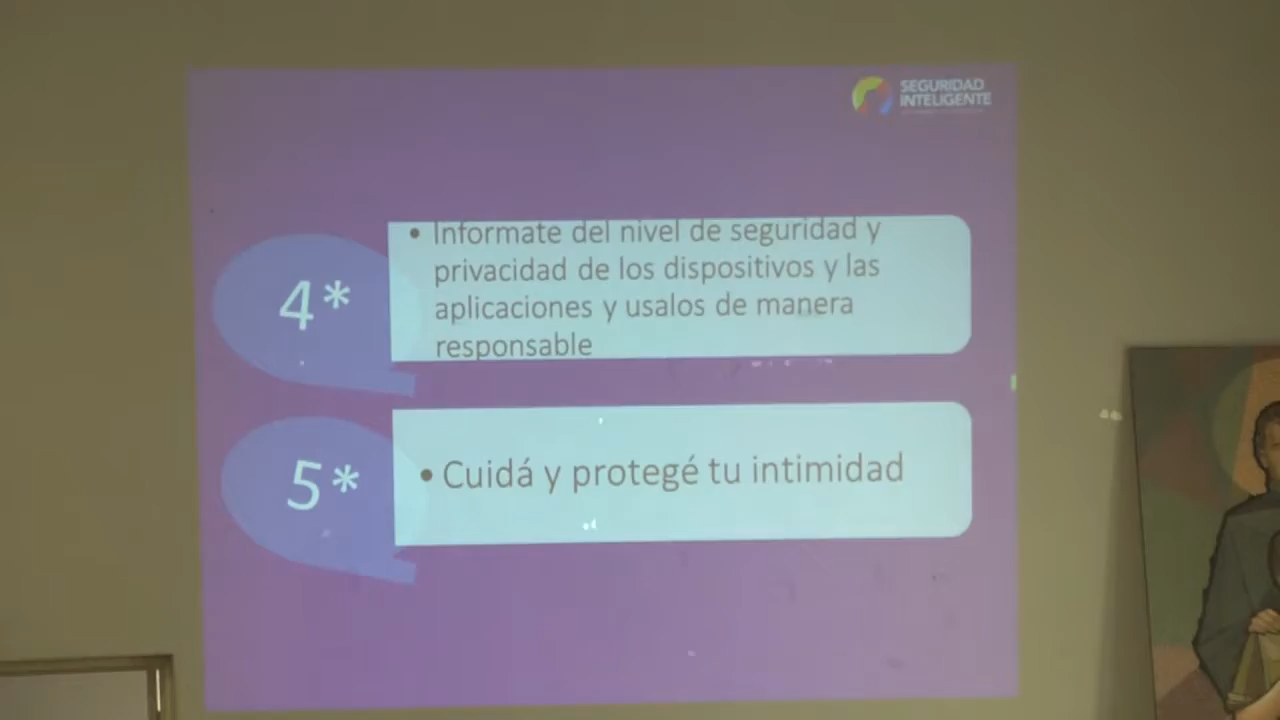 SEGURIDAD
INTELIGENTE
4*
• Informate del nivel de seguridad y
privacidad de los dispositivos y las
aplicaciones y usalos de manera
responsable
5*
• Cuidá y protegé tu intimidad